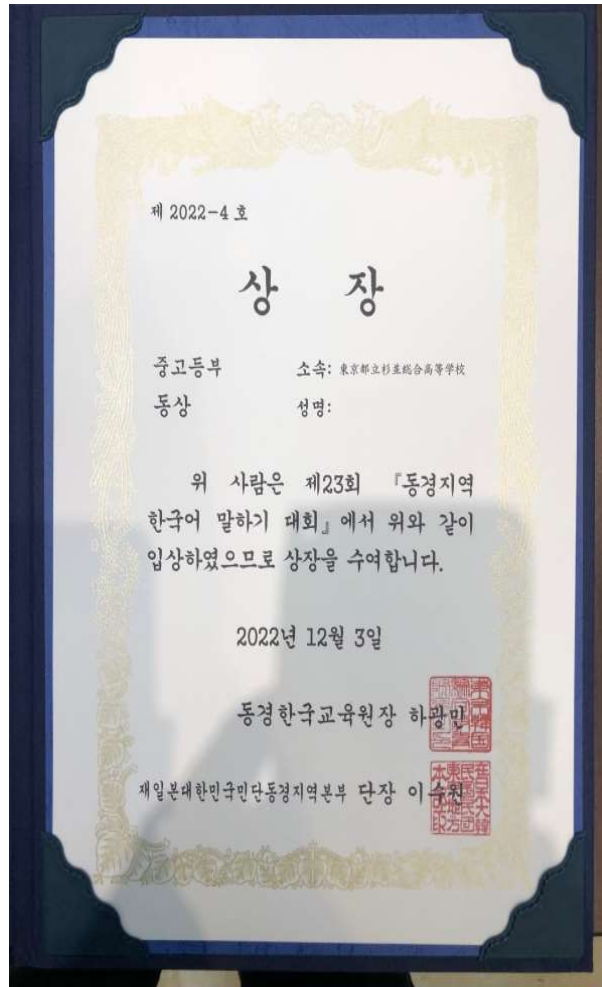 제 2022-4 호
상 장
중고등부 소속: 東京都立杉並総合高等学校
동상 성명:
위 사람은 제23회 『동경지역
한국어 말하기 대회』에서 위와 같이
입상하였으므로 상장을 수여합니다.
2022년 12월 3일
동경한국교육원장 하광민
재일본대한민국민단동경지역본부 단장 이수원